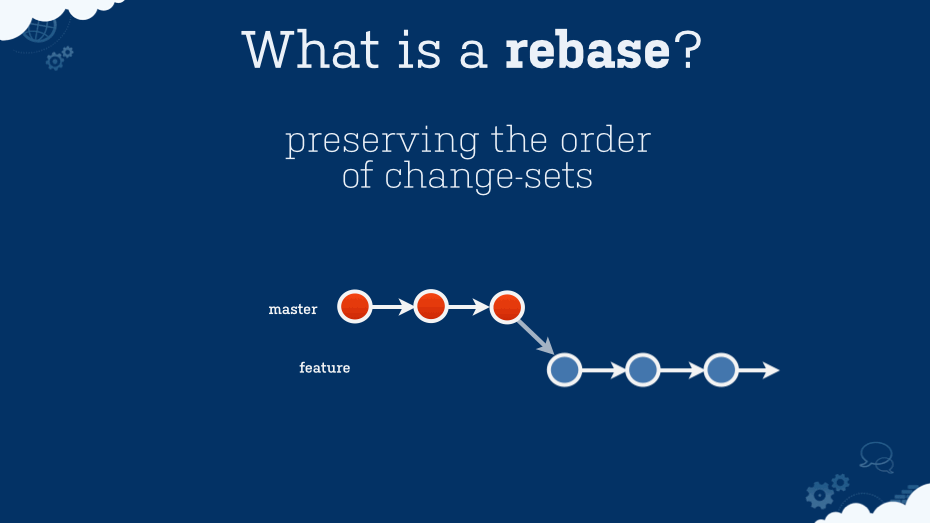 What is a rebase?
preserving the order
of change-sets
master
feature